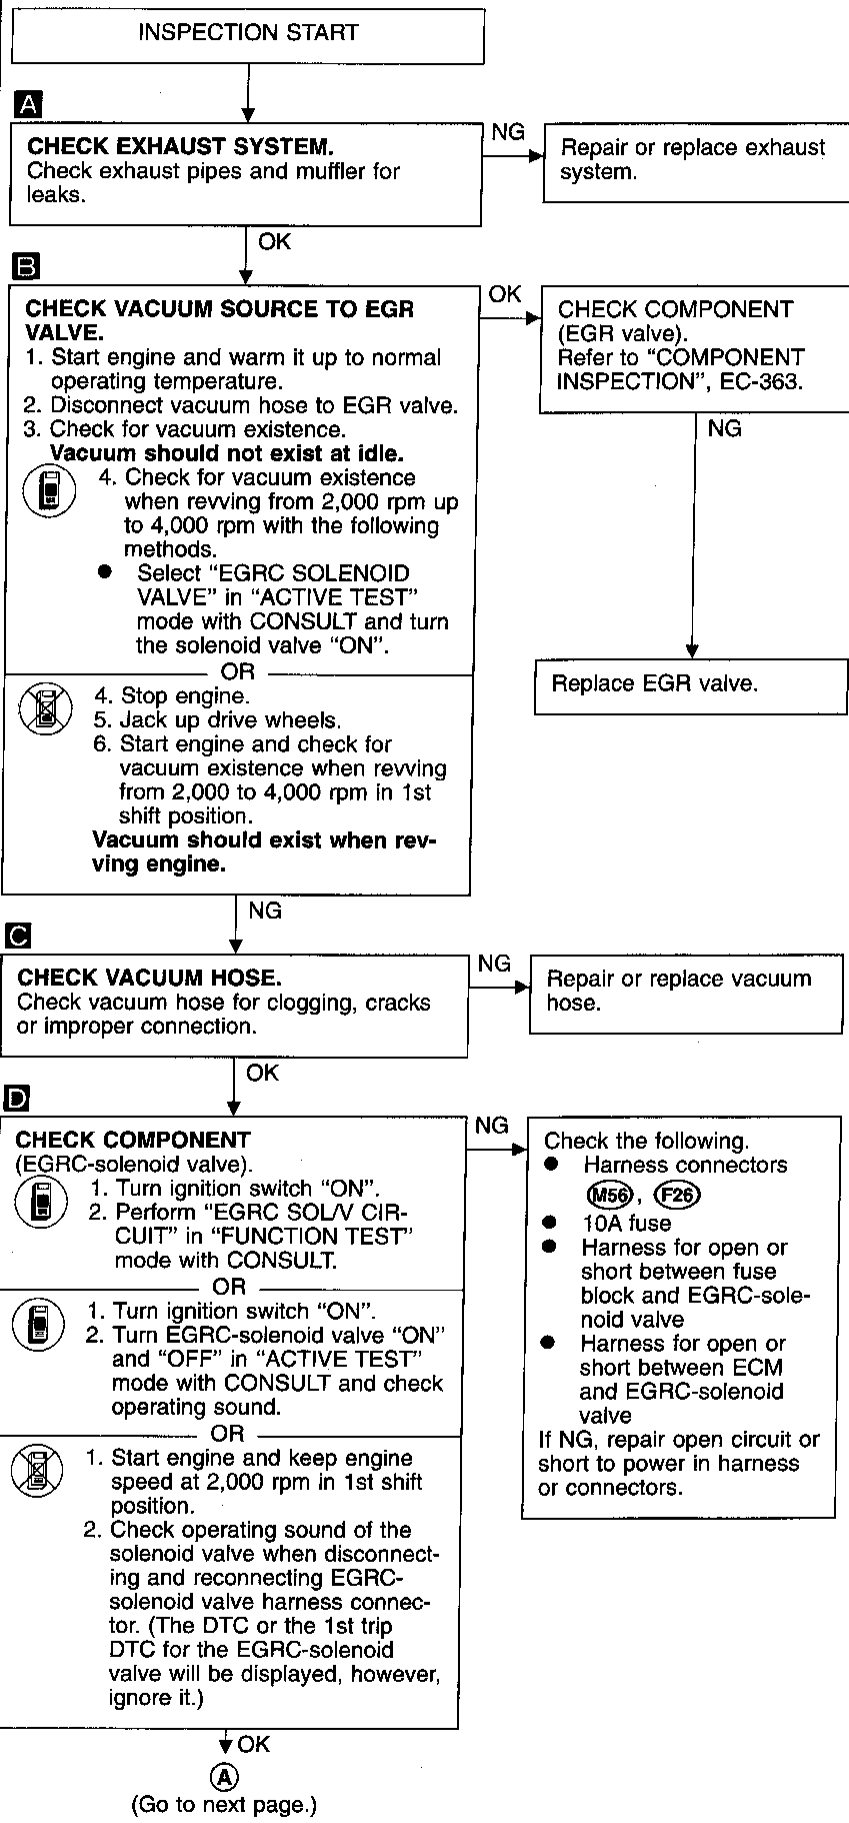 INSPECTION START
A
CHECK EXHAUST SYSTEM.
Check exhaust pipes and muffler for
leaks.
NG
Repair or replace exhaust
system.
OK
B
CHECK VACUUM SOURCE TO EGR
VALVE.
1. Start engine and warm it up to normal
operating temperature.
2. Disconnect vacuum hose to EGR valve.
3. Check for vacuum existence.
Vacuum should not exist at idle.
4. Check for vacuum existence
when revving from 2,000 rpm up
to 4,000 rpm with the following
methods.
● Select “EGRC SOLENOID
VALVE” in “ACTIVE TEST”
mode with CONSULT and turn
the solenoid valve “ON”.
OR
4. Stop engine.
5. Jack up drive wheels.
6. Start engine and check for
vacuum existence when revving
from 2,000 to 4,000 rpm in 1st
shift position.
Vacuum should exist when rev-
ving engine.
OK
CHECK COMPONENT
(EGR valve).
Refer to “COMPONENT
INSPECTION”, EC-363.
NG
Replace EGR valve.
NG
C
CHECK VACUUM HOSE.
Check vacuum hose for clogging, cracks
or improper connection.
NG
Repair or replace vacuum
hose.
OK
D
CHECK COMPONENT
(EGRC-solenoid valve).
1. Turn ignition switch “ON”.
2. Perform “EGRC SOL/V CIR-
CUIT” in “FUNCTION TEST”
mode with CONSULT.
OR
1. Turn ignition switch “ON”.
2. Turn EGRC-solenoid valve “ON”
and “OFF” in “ACTIVE TEST”
mode with CONSULT and check
operating sound.
OR
1. Start engine and keep engine
speed at 2,000 rpm in 1st shift
position.
2. Check operating sound of the
solenoid valve when disconnect-
ing and reconnecting EGRC-
solenoid valve harness connec-
tor. (The DTC or the 1st trip
DTC for the EGRC-solenoid
valve will be displayed, however,
ignore it.)
NG
Check the following.
● Harness connectors
M56, F26
● 10A fuse
● Harness for open or
short between fuse
block and EGRC-sole-
noid valve
● Harness for open or
short between ECM
and EGRC-solenoid
valve
If NG, repair open circuit or
short to power in harness
or connectors.
OK
A
(Go to next page.)